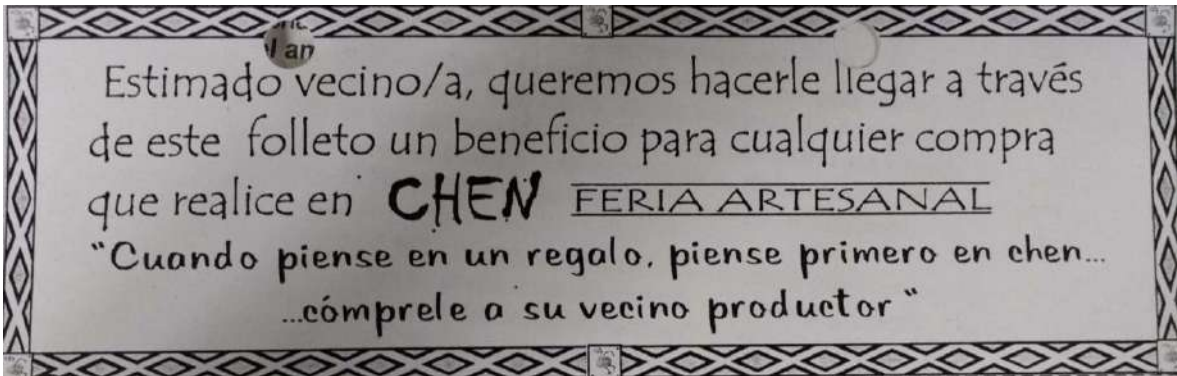 l an
Estimado vecino/a, queremos hacerle llegar a través
de este folleto un beneficio para cualquier compra
que realice en CHEN FERIA ARTESANAL
"Cuando piense en un regalo, piense primero en chen...
...cómprele a su vecino productor"